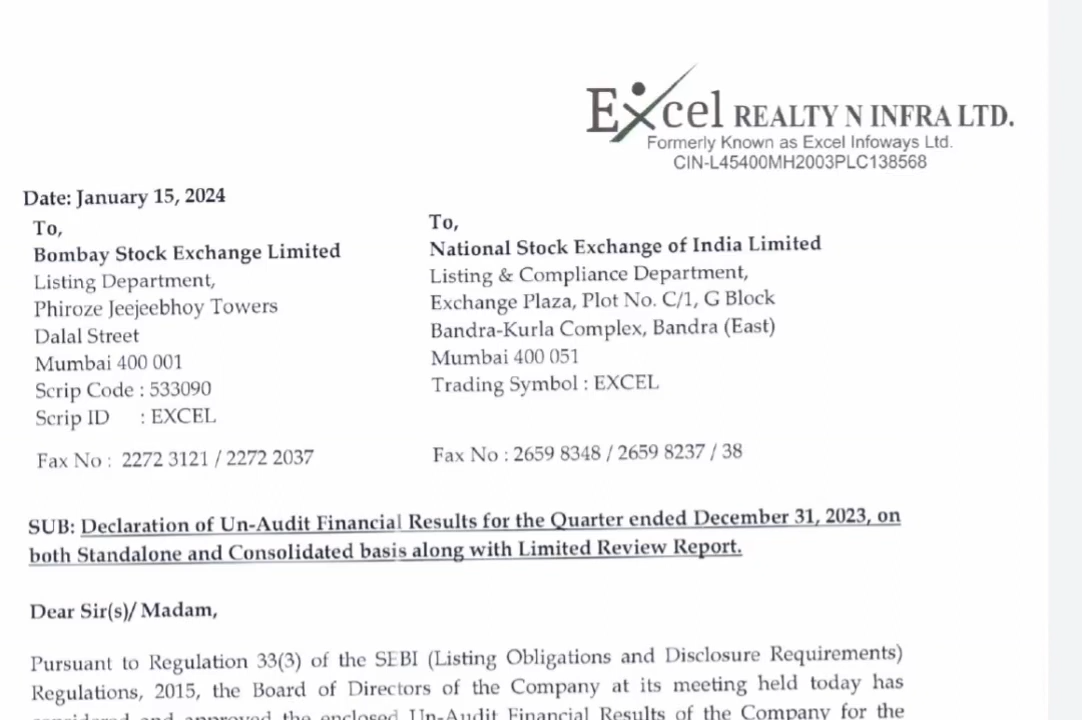 Excel REALTY N INFRA LTD.
Formerly Known as Excel Infoways Ltd.
CIN-L45400MH2003PLC138568
Date: January 15, 2024
To,
Bombay Stock Exchange Limited
Listing Department,
Phiroze Jeejeebhoy Towers
Dalal Street
Mumbai 400 001
Scrip Code : 533090
Scrip ID : EXCEL
Fax No : 2272 3121 / 2272 2037
To,
National Stock Exchange of India Limited
Listing & Compliance Department,
Exchange Plaza, Plot No. C/1, G Block
Bandra-Kurla Complex, Bandra (East)
Mumbai 400 051
Trading Symbol : EXCEL
Fax No : 2659 8348 / 2659 8237 / 38
SUB: Declaration of Un-Audit Financial Results for the Quarter ended December 31, 2023, on
both Standalone and Consolidated basis along with Limited Review Report.
Dear Sir(s)/ Madam,
Pursuant to Regulation 33(3) of the SEBI (Listing Obligations and Disclosure Requirements)
Regulations, 2015, the Board of Directors of the Company at its meeting held today has
considered and approved the enclosed Un-Audit Financial Results of the Company for the